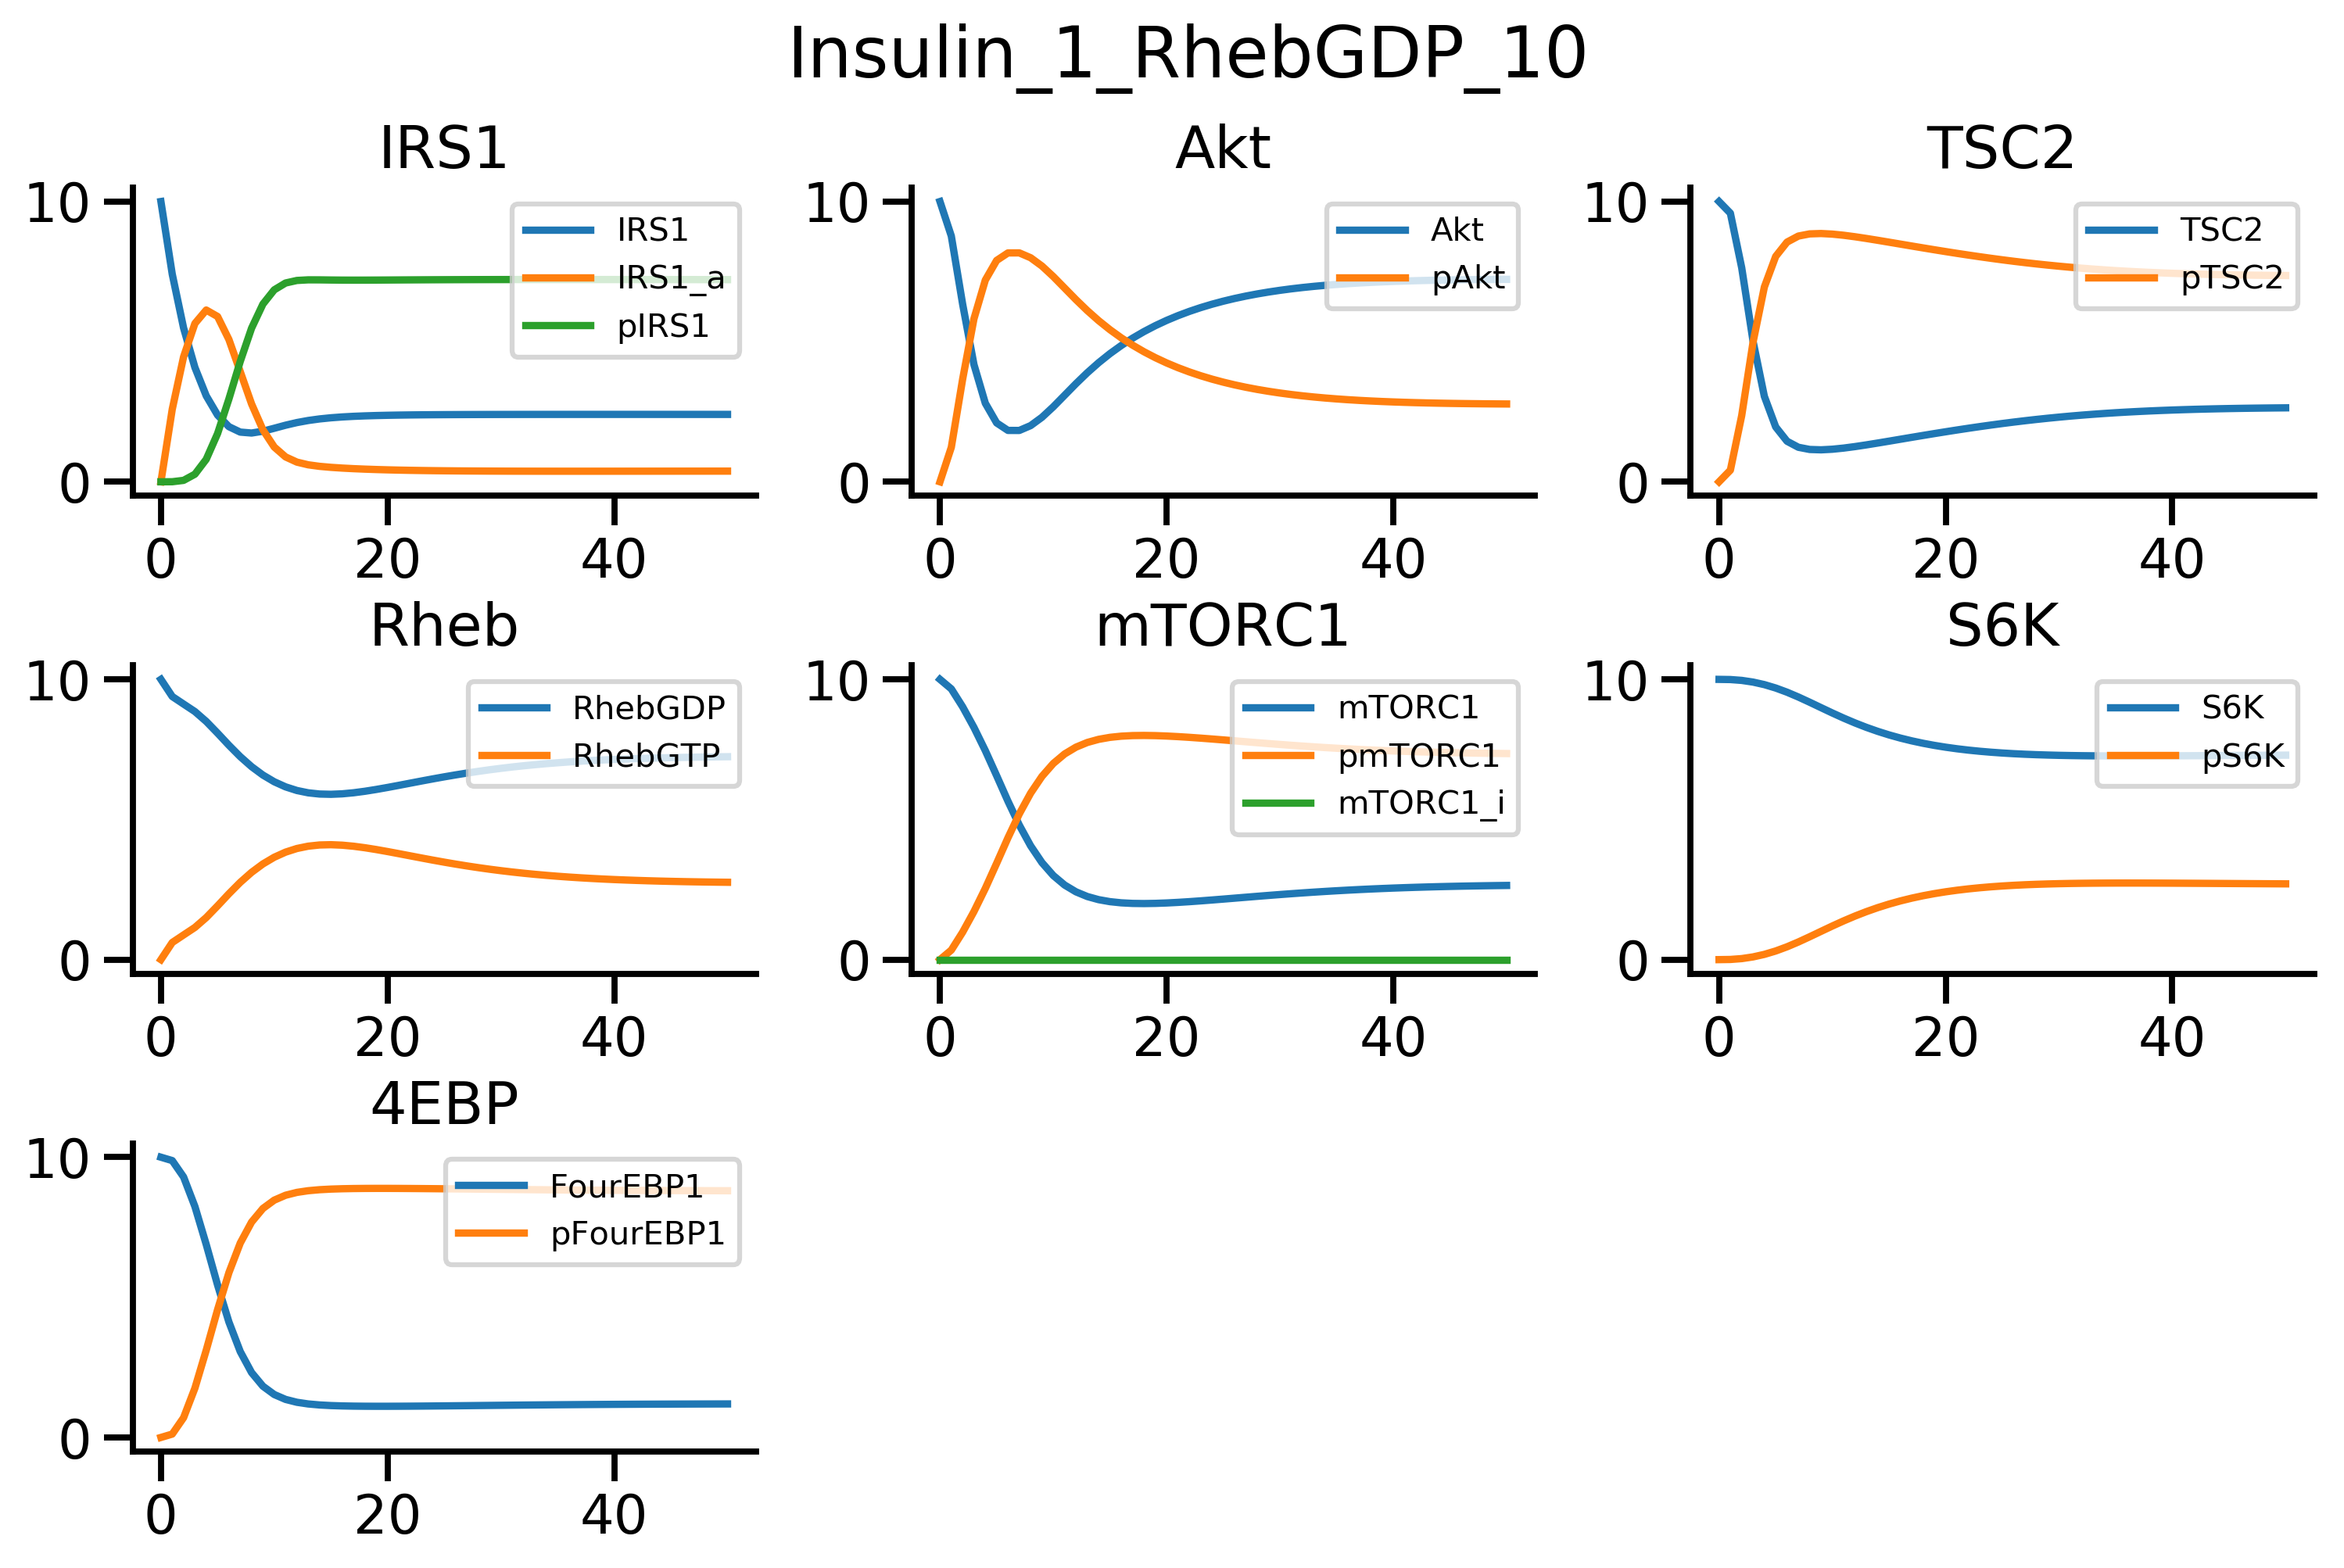 Insulin_1_RhebGDP_10
IRS1
10
0
0 20 40
IRS1
IRS1_a
pIRS1
Akt
10
0
0 20 40
Akt
pAkt
TSC2
10
0
0 20 40
TSC2
pTSC2
Rheb
10
0
0 20 40
RhebGDP
RhebGTP
mTORC1
10
0
0 20 40
mTORC1
pmTORC1
mTORC1_i
S6K
10
0
0 20 40
S6K
pS6K
4EBP
10
0
0 20 40
FourEBP1
pFourEBP1